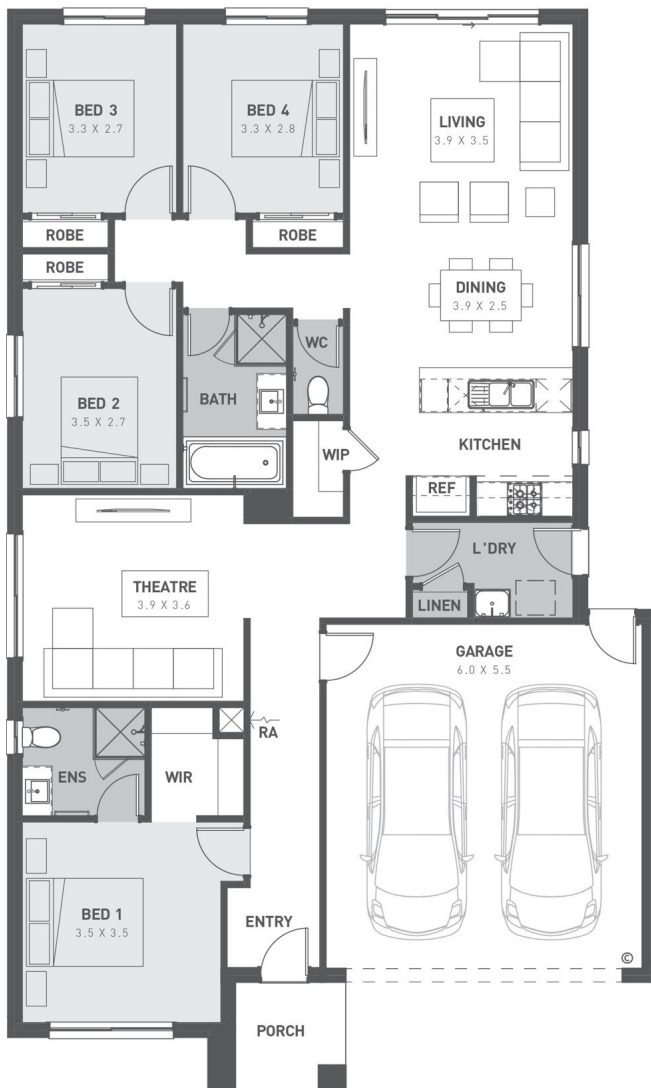 BED 3
3.3 X 2.7
BED 4
3.3 X 2.8
LIVING
3.9 X 3.5
ROBE
ROBE
ROBE
DINING
3.9 X 2.5
WC
BATH
BED 2
3.5 X 2.7
WIP
KITCHEN
REF
L'DRY
LINEN
THEATRE
3.9 X 3.6
GARAGE
6.0 X 5.5
RA
ENS
WIR
BED 1
3.5 X 3.5
ENTRY
©
PORCH